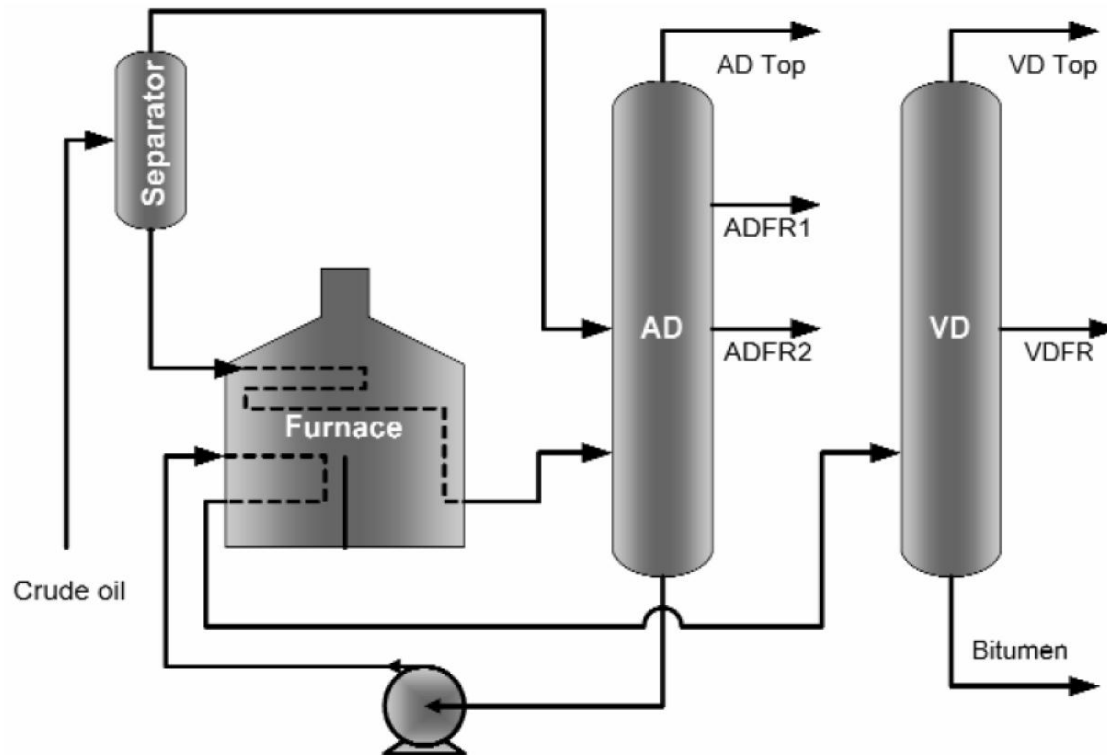 AD Top
VD Top
Separator
ADFR1
Furnace
AD
ADFR2
VD
VDFR
Crude oil
Bitumen